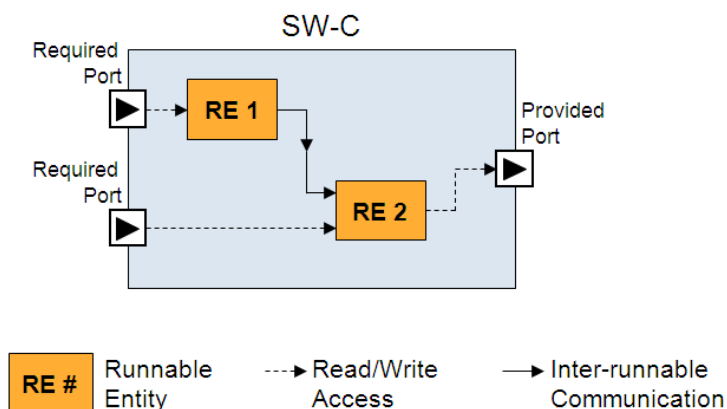 SW-C
Required
Port
RE 1
Provided
Port
Required
Port
RE 2
RE #
Runnable
Entity
Read/Write
Access
Inter-runnable
Communication